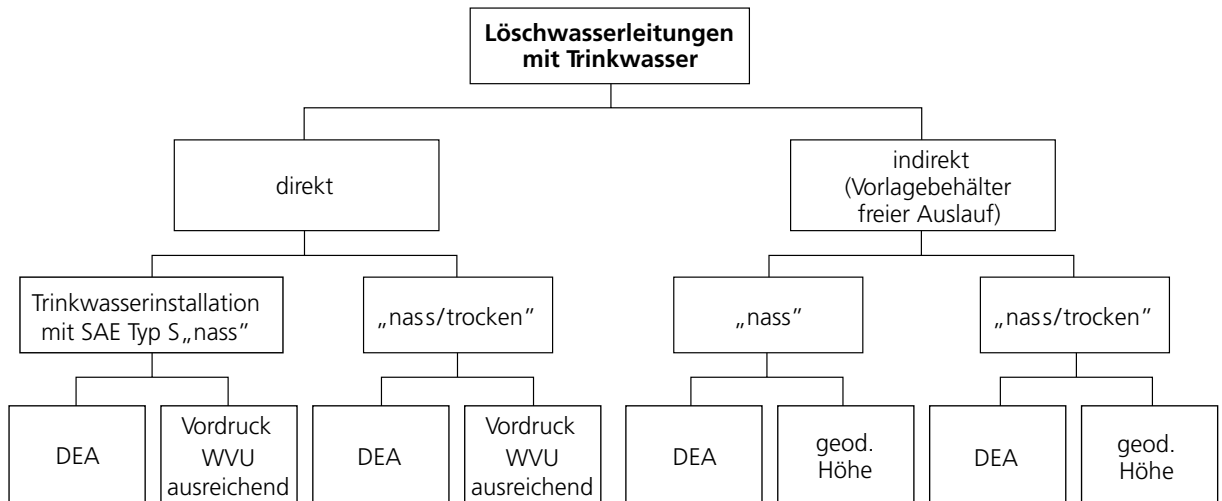 Löschwasserleitungen
mit Trinkwasser
direkt
indirekt
(Vorlagebehälter
freier Auslauf)
Trinkwasserinstallation
mit SAE Typ S„nass”
„nass/trocken”
„nass”
„nass/trocken”
DEA
Vordruck
WVU
ausreichend
DEA
Vordruck
WVU
ausreichend
DEA
geod.
Höhe
DEA
geod.
Höhe